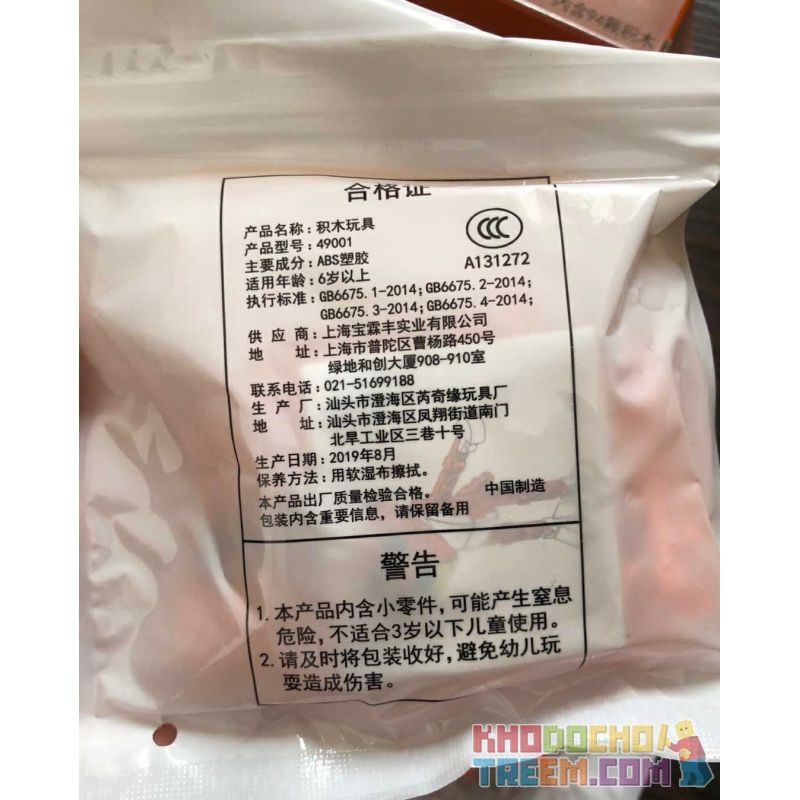 内含94颗积木
合格证
产品名称：积木玩具
产品型号：49001
主要成分：ABS塑胶
适用年龄：6岁以上
CCC
A131272
执行标准：GB6675.1-2014；GB6675.2-2014；
GB6675.3-2014；GB6675.4-2014；
供应商：上海宝霖丰实业有限公司
地址：上海市普陀区曹杨路450号
绿地和创大厦908-910室
联系电话：021-51699188
生产厂：汕头市澄海区芮奇缘玩具厂
地址：汕头市澄海区凤翔街道南门
北旱工业区三巷十号
生产日期：2019年8月
保养方法：用软湿布擦拭。
本产品出厂质量检验合格。
包装内含重要信息，请保留备用
中国制造
警告
1. 本产品内含小零件，可能产生窒息
危险，不适合3岁以下儿童使用。
2. 请及时将包装收好，避免幼儿玩
耍造成伤害。
KHODOCHO
TREEM.COM